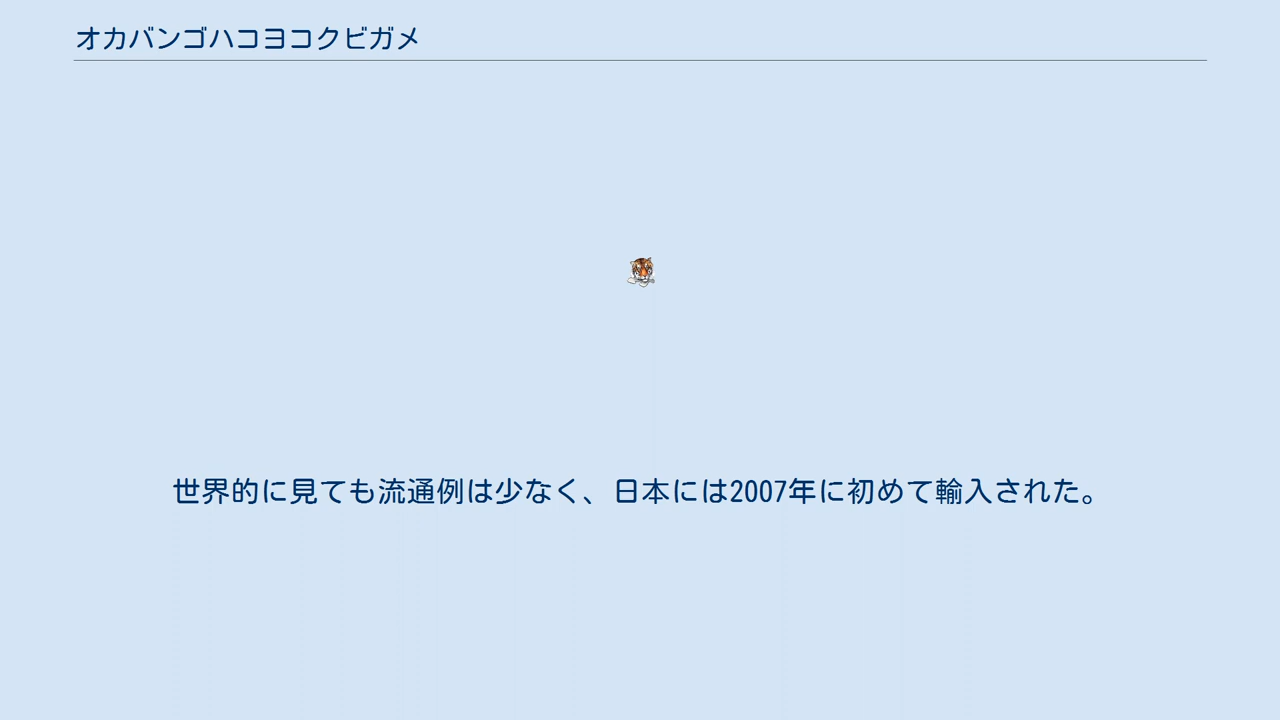 オカバンゴハコヨコクビガメ
世界的に見ても流通例は少なく、日本には2007年に初めて輸入された。